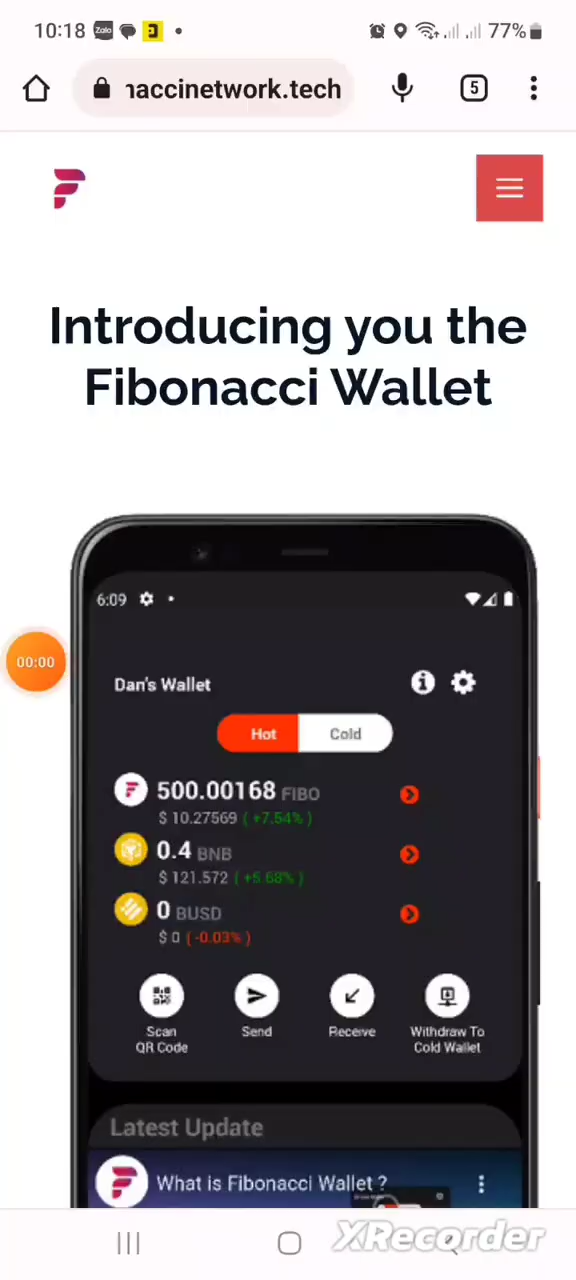 10:18 Zalo 77%
naccinetwork.tech 5
Introducing you the
Fibonacci Wallet
6:09
00:00
Dan's Wallet
Hot Cold
500.00168 FIBO
$ 10.27569 ( +7.54% )
0.4 BNB
$ 121.572 ( +5.68% )
0 BUSD
$ 0 ( -0.03% )
Scan
QR Code
Send
Receive
Withdraw To
Cold Wallet
Latest Update
What is Fibonacci Wallet ?
XRecorder